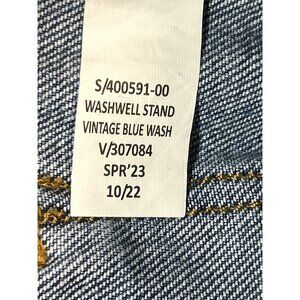 S/400591-00
WASHWELL STAND
VINTAGE BLUE WASH
V/307084
SPR'23
10/22